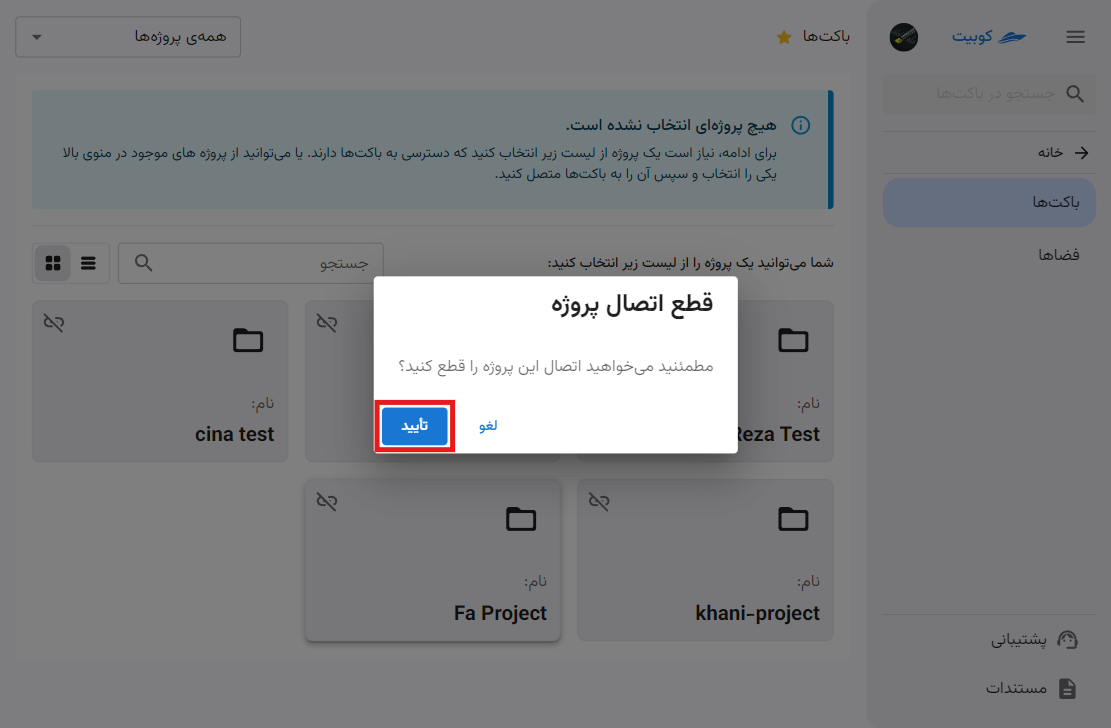 کوبیت
جستجو در باکت‌ها
خانه
باکت‌ها
فضاها
پشتیبانی
مستندات
باکت‌ها
همه‌ی پروژه‌ها
هیچ پروژه‌ای انتخاب نشده است.
برای ادامه، نیاز است یک پروژه از لیست زیر انتخاب کنید که دسترسی به باکت‌ها دارند. یا می‌توانید از پروژه های موجود در منوی بالا
یکی را انتخاب و سپس آن را به باکت‌ها متصل کنید.
شما می‌توانید یک پروژه را از لیست زیر انتخاب کنید:
جستجو
قطع اتصال پروژه
مطمئنید می‌خواهید اتصال این پروژه را قطع کنید؟
لغو
تأیید
نام:
Reza Test
نام:
cina test
نام:
khani-project
نام:
Fa Project